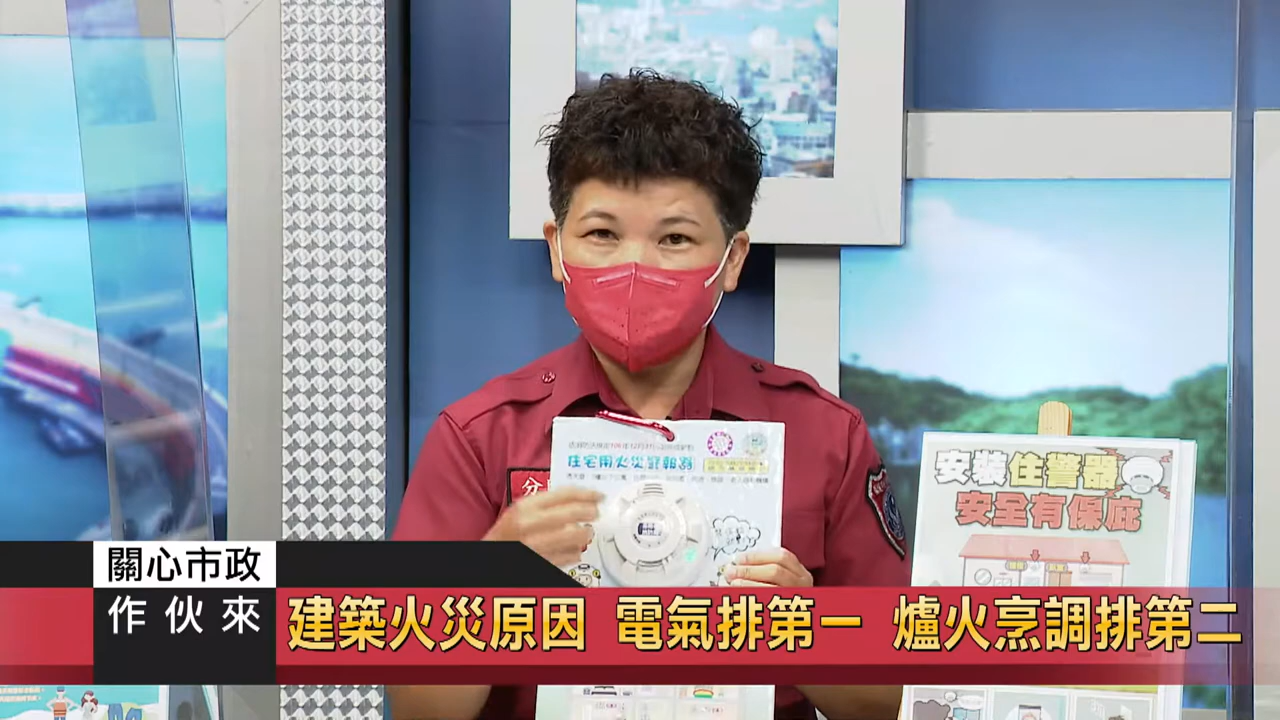 住宅用火災警報器
分
安裝住警器
安全有保庇
關心市政
作伙來
建築火災原因 電氣排第一 爐火烹調排第二